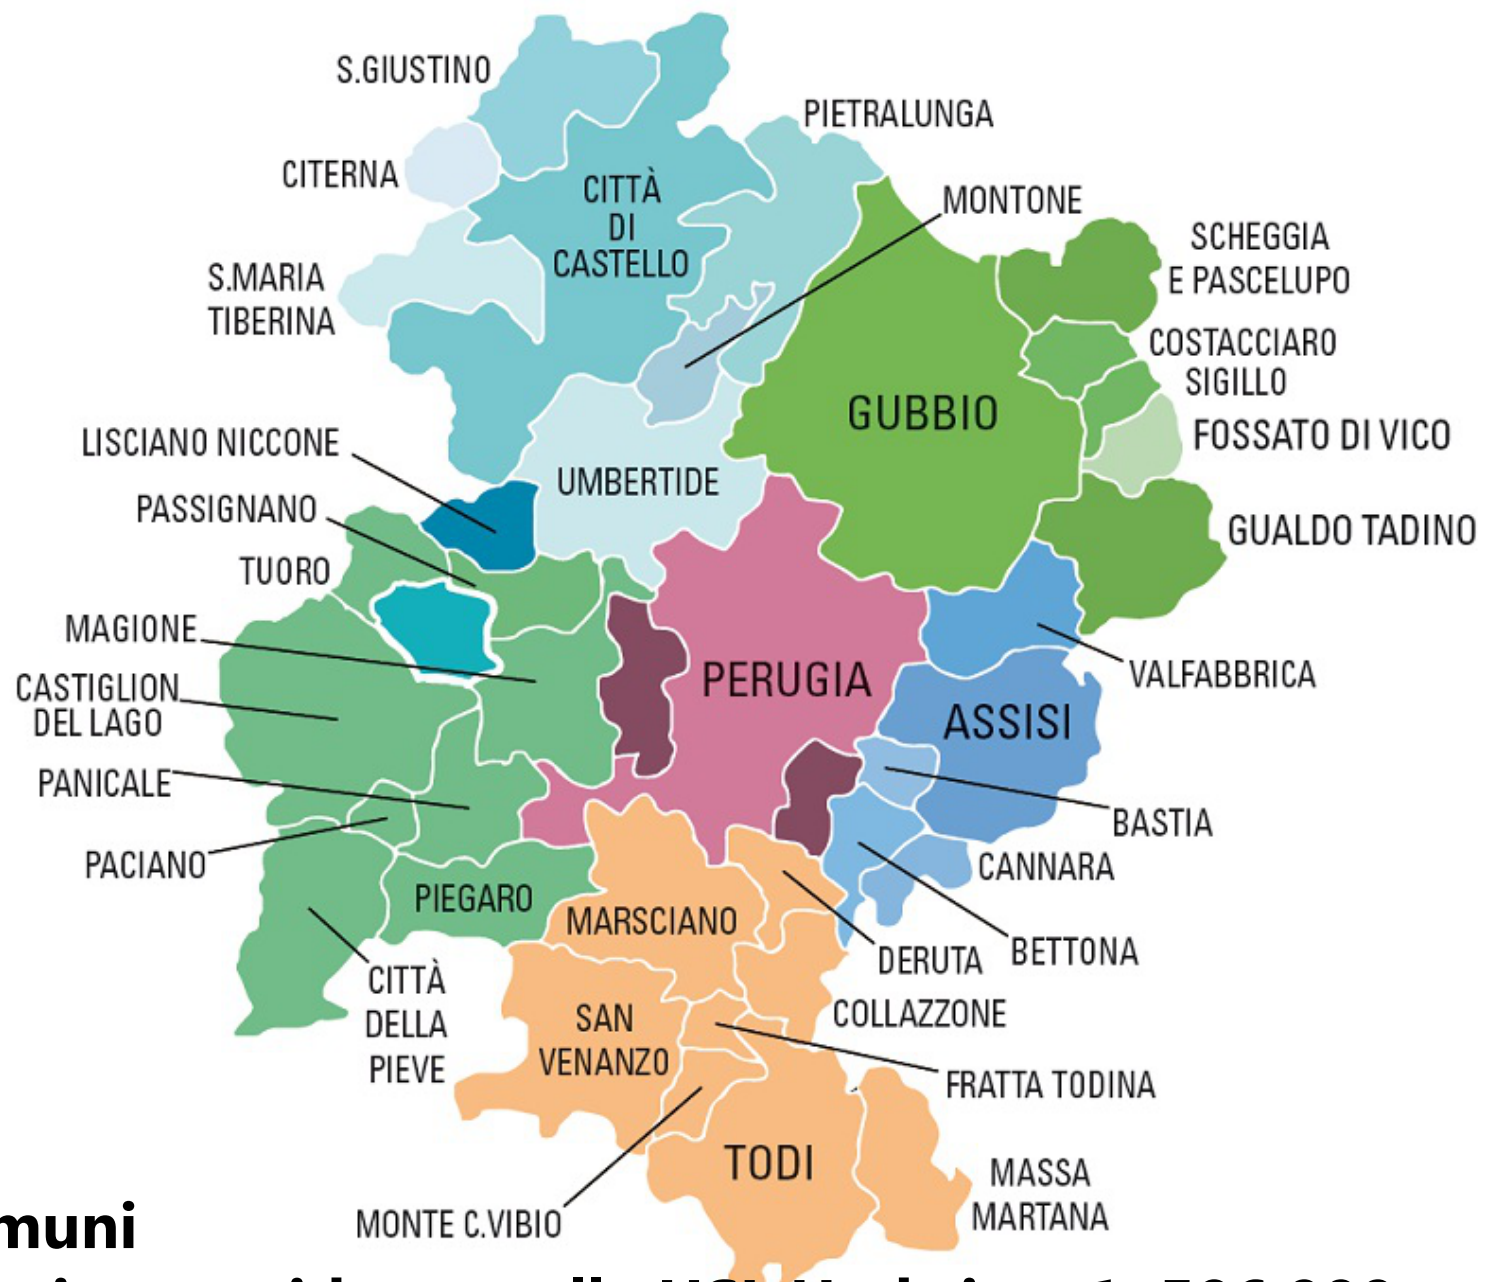 S.GIUSTINO
PIETRALUNGA
CITERNA
CITTÀ
DI
CASTELLO
MONTONE
SCHEGGIA
E PASCELUPO
S.MARIA
TIBERINA
COSTACCIARO
SIGILLO
GUBBIO
FOSSATO DI VICO
LISCIANO NICCONE
UMBERTIDE
PASSIGNANO
GUALDO TADINO
TUORO
MAGIONE
PERUGIA
VALFABBRICA
CASTIGLION
DEL LAGO
ASSISI
PANICALE
BASTIA
PACIANO
CANNARA
PIEGARO
MARSCIANO
DERUTA
BETTONA
CITTÀ
DELLA
PIEVE
COLLAZZONE
SAN
VENANZO
FRATTA TODINA
TODI
MASSA
MARTANA
MONTE C.VIBIO
muni